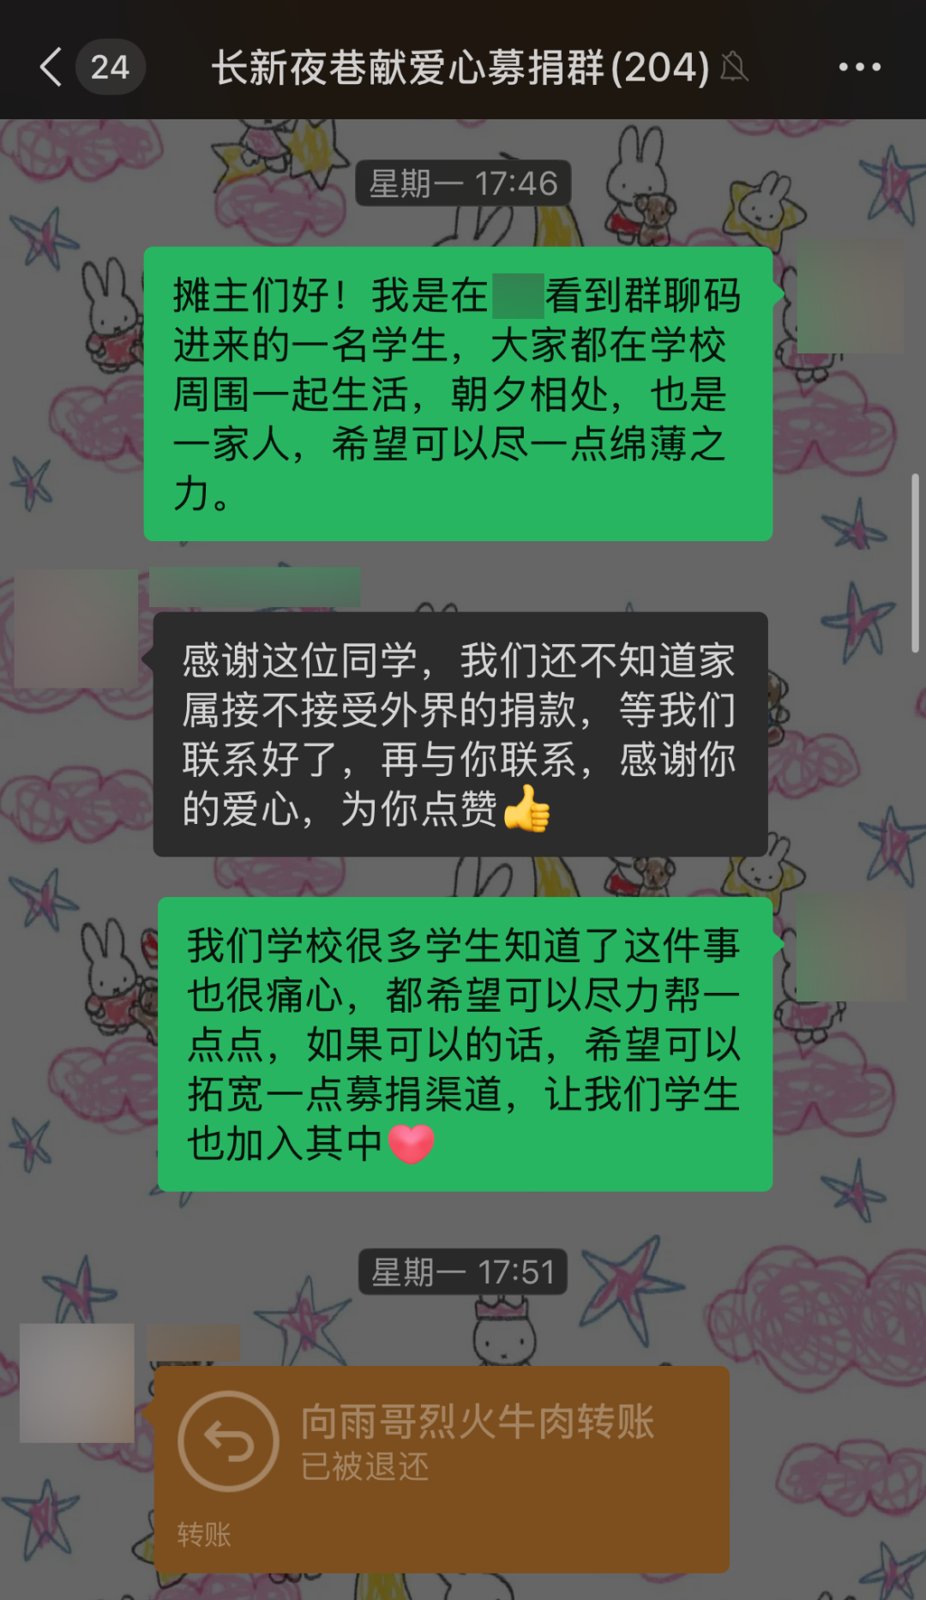 24
长新夜巷献爱心募捐群(204)
星期一 17:46
摊主们好！我是在 看到群聊码
进来的一名学生，大家都在学校
周围一起生活，朝夕相处，也是
一家人，希望可以尽一点绵薄之
力。
感谢这位同学，我们还不知道家
属接不接受外界的捐款，等我们
联系好了，再与你联系，感谢你
的爱心，为你点赞👍
我们学校很多学生知道了这件事
也很痛心，都希望可以尽力帮一
点点，如果可以的话，希望可以
拓宽一点募捐渠道，让我们学生
也加入其中❤️
星期一 17:51
向雨哥烈火牛肉转账
已被退还
转账